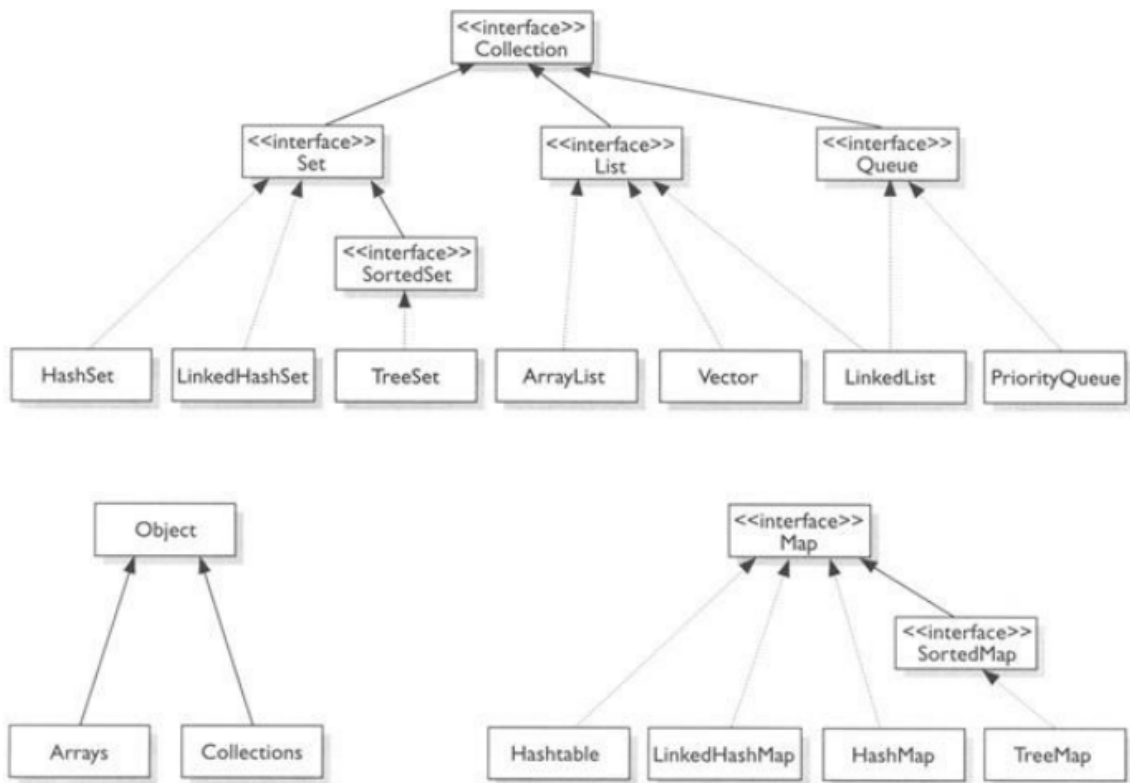 <<interface>>
Collection
<<interface>>
Set
<<interface>>
List
<<interface>>
Queue
<<interface>>
SortedSet
HashSet
LinkedHashSet
TreeSet
ArrayList
Vector
LinkedList
PriorityQueue
Object
<<interface>>
Map
<<interface>>
SortedMap
Arrays
Collections
Hashtable
LinkedHashMap
HashMap
TreeMap